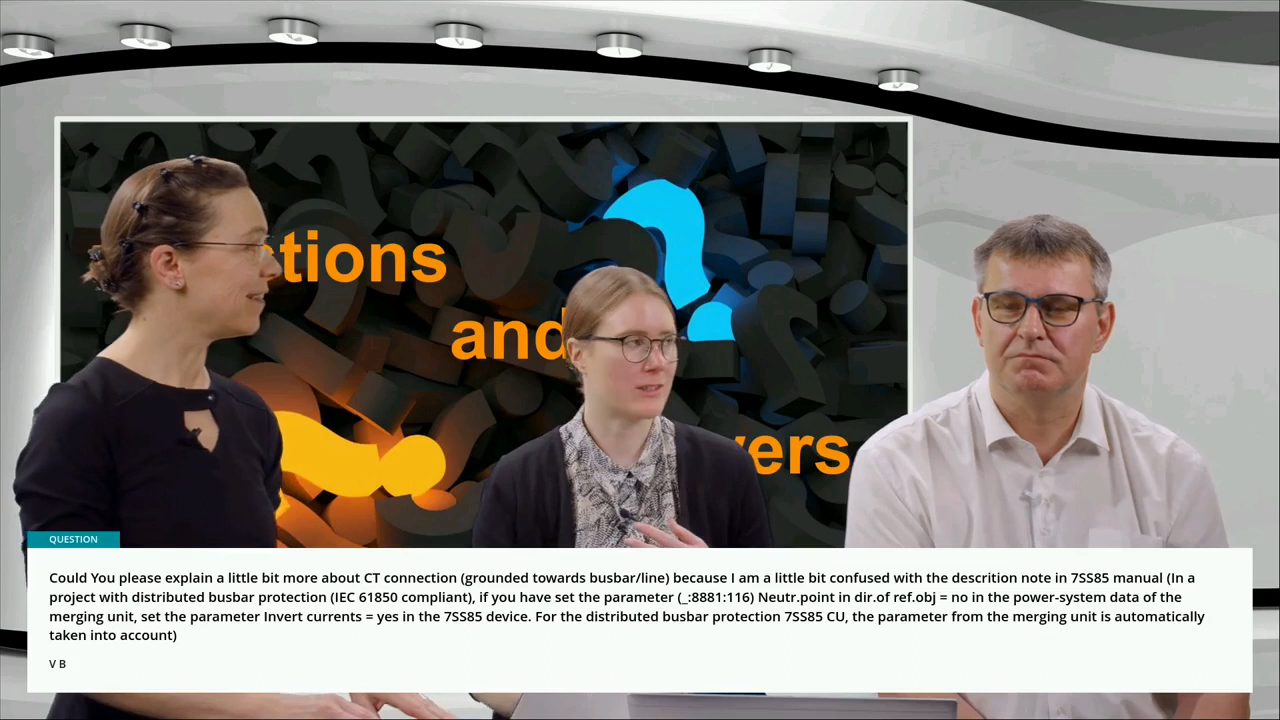 tions
and
vers
QUESTION
Could You please explain a little bit more about CT connection (grounded towards busbar/line) because I am a little bit confused with the descrition note in 7SS85 manual (In a
project with distributed busbar protection (IEC 61850 compliant), if you have set the parameter (_:8881:116) Neutr.point in dir.of ref.obj = no in the power-system data of the
merging unit, set the parameter Invert currents = yes in the 7SS85 device. For the distributed busbar protection 7SS85 CU, the parameter from the merging unit is automatically
taken into account)
V B